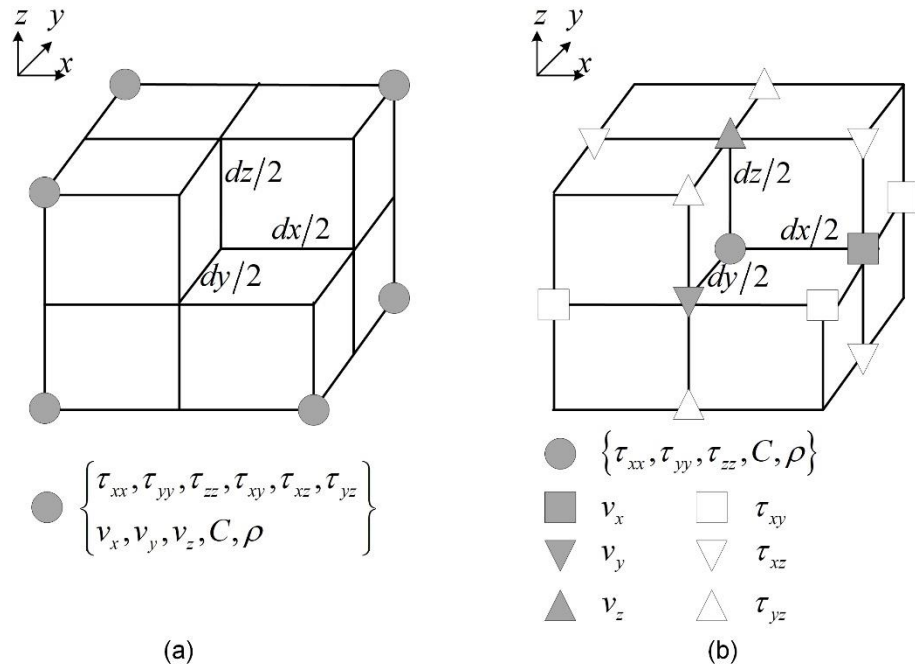 z y
x
dz/2
dx/2
dy/2
{τxx, τyy, τzz, τxy, τxz, τyz
vx, vy, vz, C, ρ}
(a)
z y
x
dz/2
dx/2
dy/2
{τxx, τyy, τzz, C, ρ}
vx τxy
vy τxz
vz τyz
(b)